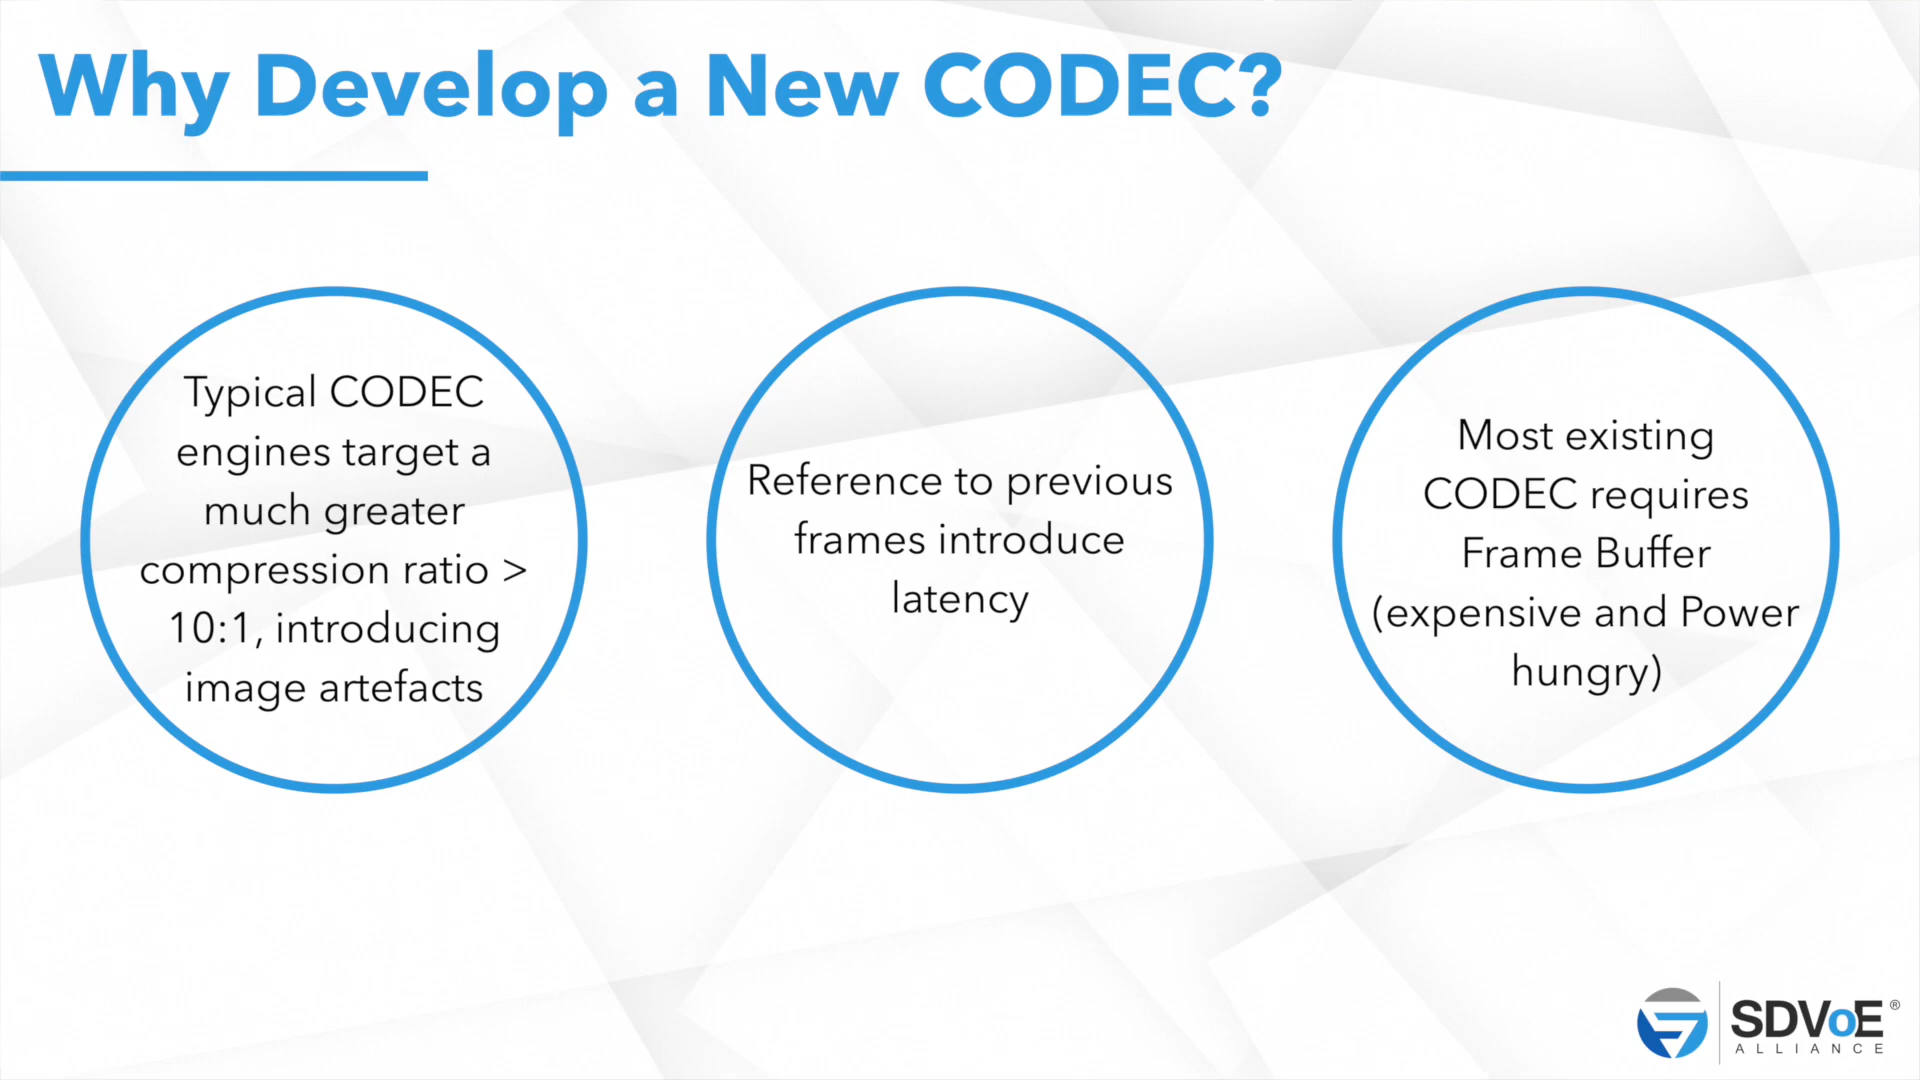 Why Develop a New CODEC?
Typical CODEC
engines target a
much greater
compression ratio >
10:1, introducing
image artefacts
Reference to previous
frames introduce
latency
Most existing
CODEC requires
Frame Buffer
(expensive and Power
hungry)
SDVoE®
ALLIANCE